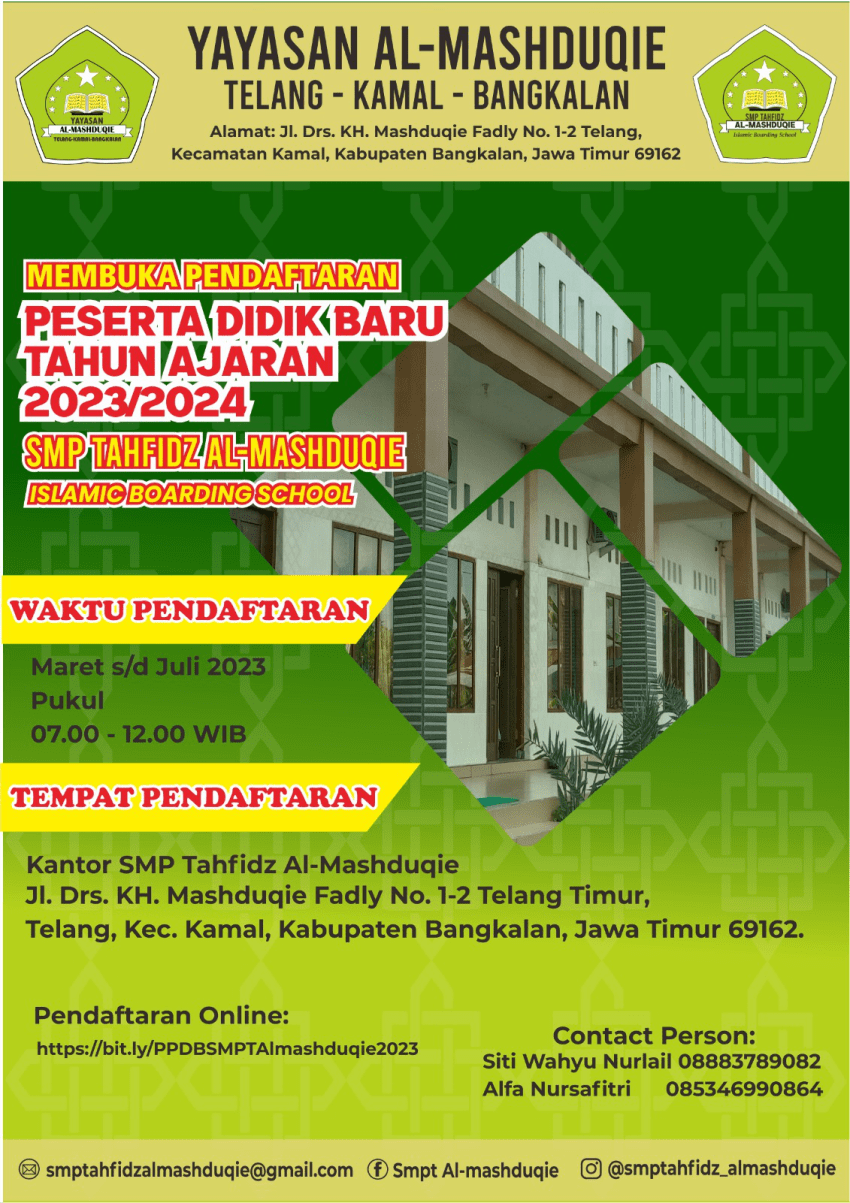 YAYASAN AL-MASHDUQIE
TELANG - KAMAL - BANGKALAN
Alamat: Jl. Drs. KH. Mashduqie Fadly No. 1-2 Telang,
Kecamatan Kamal, Kabupaten Bangkalan, Jawa Timur 69162
YAYASAN
AL-MASHDUQIE
TELANG-KAMAL-BANGKALAN
SMP TAHFIDZ
AL-MASHDUQIE
Islamic Boarding School
MEMBUKA PENDAFTARAN
PESERTA DIDIK BARU
TAHUN AJARAN
2023/2024
SMP TAHFIDZ AL-MASHDUQIE
ISLAMIC BOARDING SCHOOL
WAKTU PENDAFTARAN
Maret s/d Juli 2023
Pukul
07.00 - 12.00 WIB
TEMPAT PENDAFTARAN
Kantor SMP Tahfidz Al-Mashduqie
Jl. Drs. KH. Mashduqie Fadly No. 1-2 Telang Timur,
Telang, Kec. Kamal, Kabupaten Bangkalan, Jawa Timur 69162.
Pendaftaran Online:
https://bit.ly/PPDBSMPTAlmashduqie2023
Contact Person:
Siti Wahyu Nurlail 08883789082
Alfa Nursafitri 085346990864
smptahfidzalmashduqie@gmail.com Smpt Al-mashduqie @smptahfidz_almashduqie